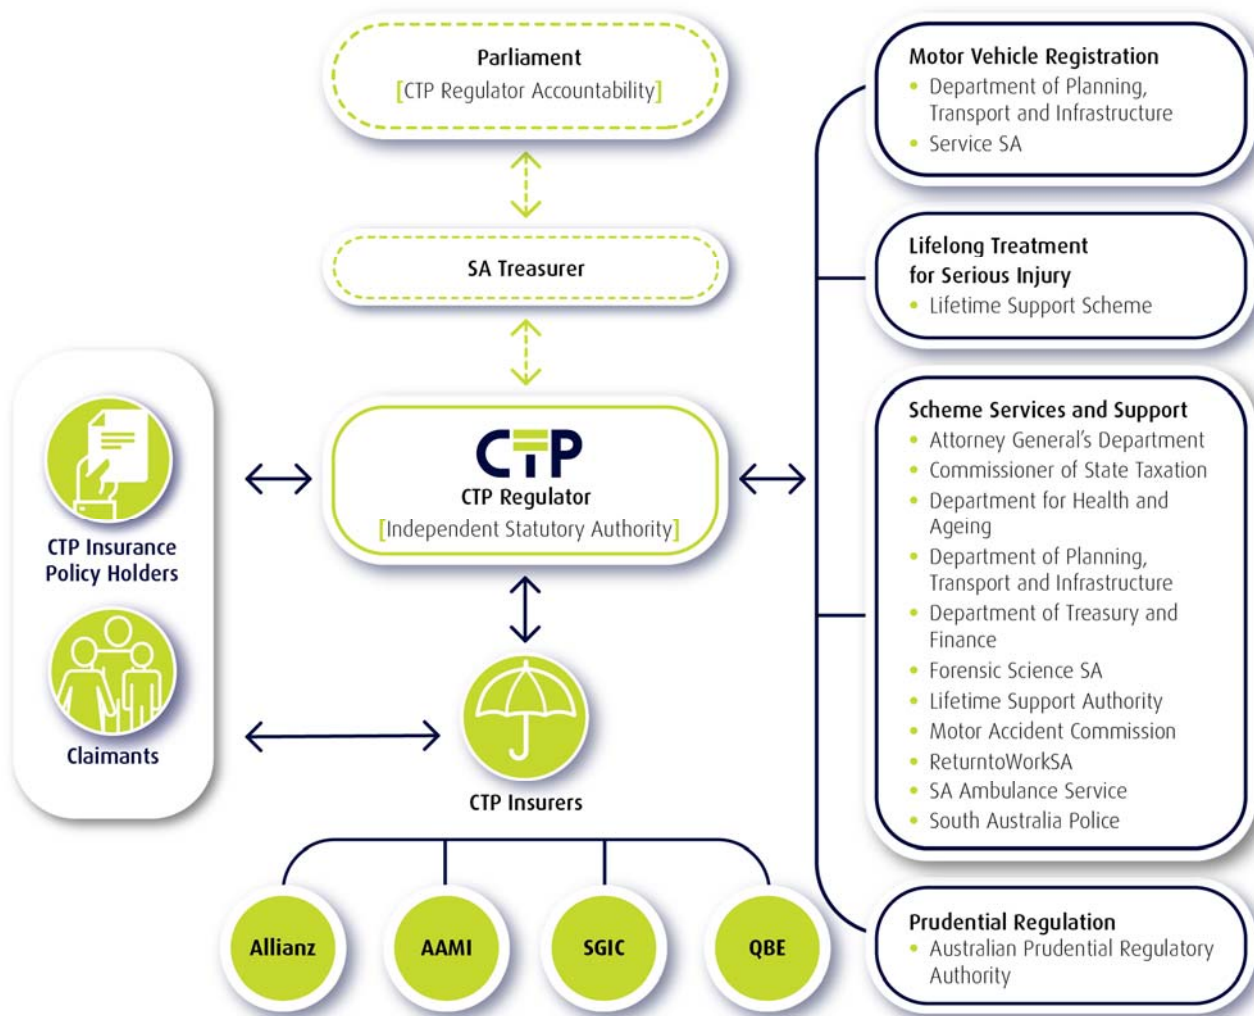 Parliament
[CTP Regulator Accountability]
SA Treasurer
CTP
CTP Regulator
[Independent Statutory Authority]
CTP Insurance
Policy Holders
Claimants
CTP Insurers
Allianz
AAMI
SGIC
QBE
Motor Vehicle Registration
• Department of Planning,
Transport and Infrastructure
• Service SA
Lifelong Treatment
for Serious Injury
• Lifetime Support Scheme
Scheme Services and Support
• Attorney General's Department
• Commissioner of State Taxation
• Department for Health and
Ageing
• Department of Planning,
Transport and Infrastructure
• Department of Treasury and
Finance
• Forensic Science SA
• Lifetime Support Authority
• Motor Accident Commission
• ReturntoWorkSA
• SA Ambulance Service
• South Australia Police
Prudential Regulation
• Australian Prudential Regulatory
Authority